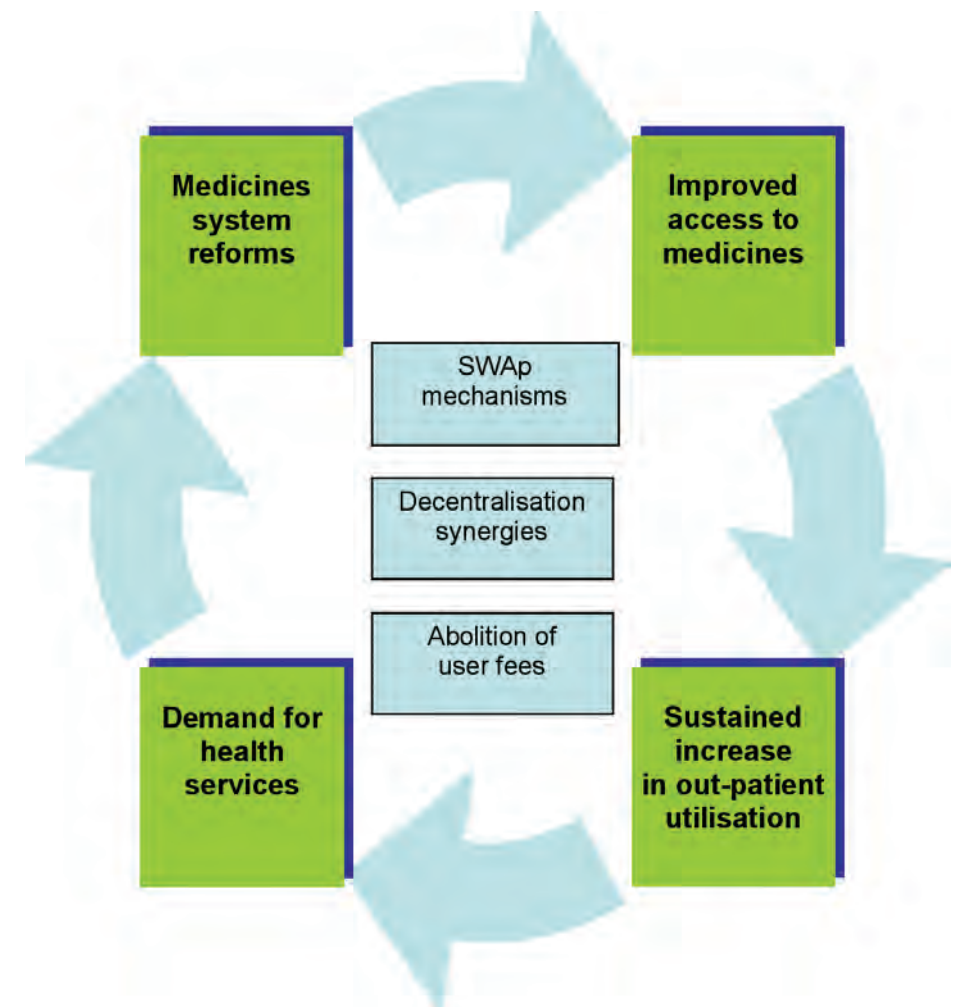 Medicines
system
reforms
Improved
access to
medicines
SWAp
mechanisms
Decentralisation
synergies
Abolition of
user fees
Demand for
health
services
Sustained
increase
in out-patient
utilisation